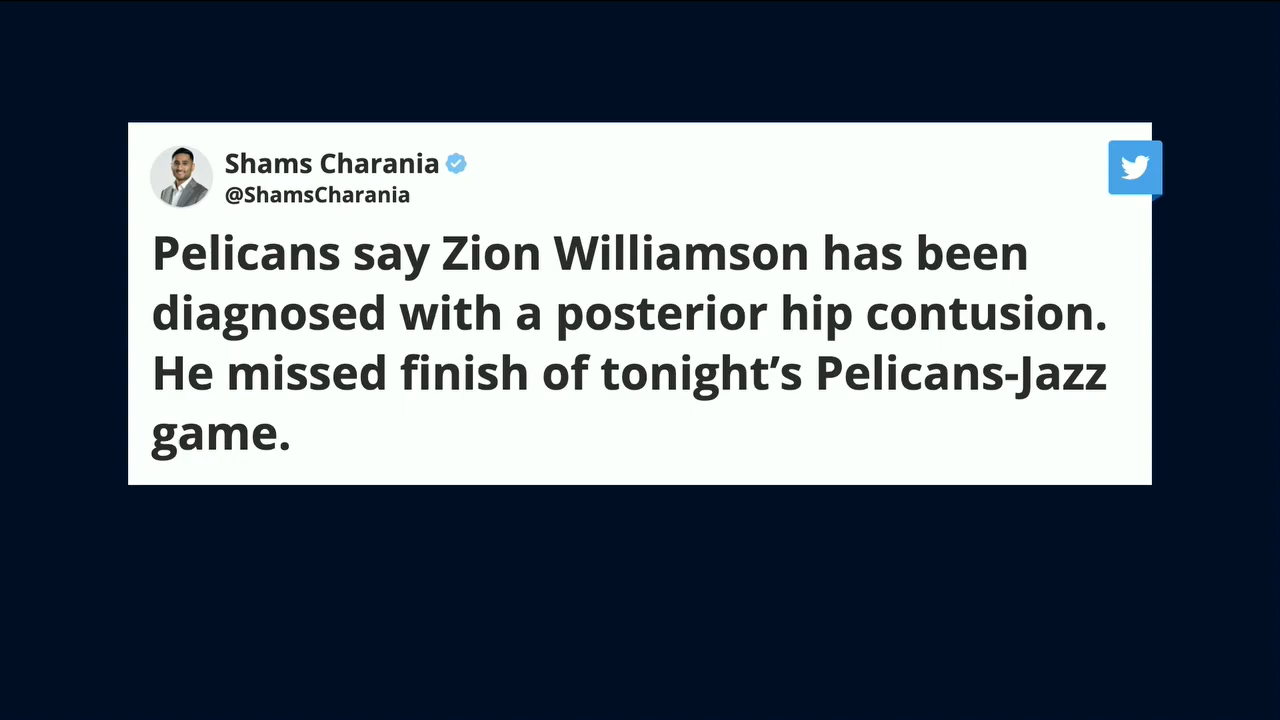 Shams Charania
@ShamsCharania
Pelicans say Zion Williamson has been
diagnosed with a posterior hip contusion.
He missed finish of tonight’s Pelicans-Jazz
game.